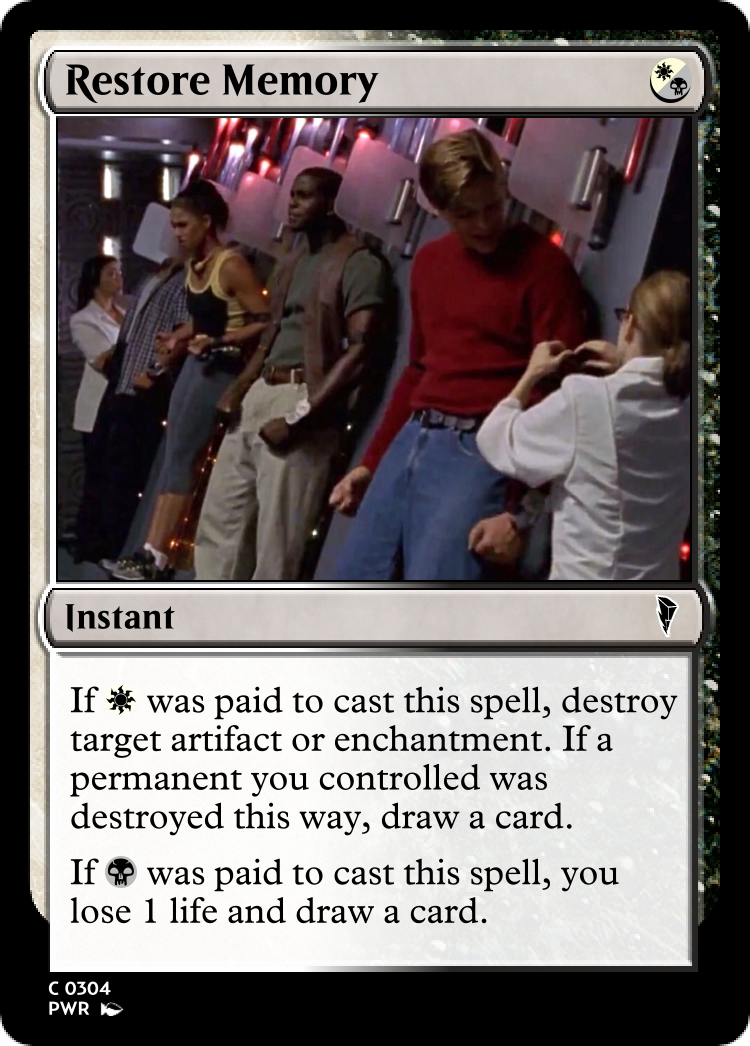 Restore Memory
Instant
If was paid to cast this spell, destroy
target artifact or enchantment. If a
permanent you controlled was
destroyed this way, draw a card.
If was paid to cast this spell, you
lose 1 life and draw a card.
C 0304
PWR